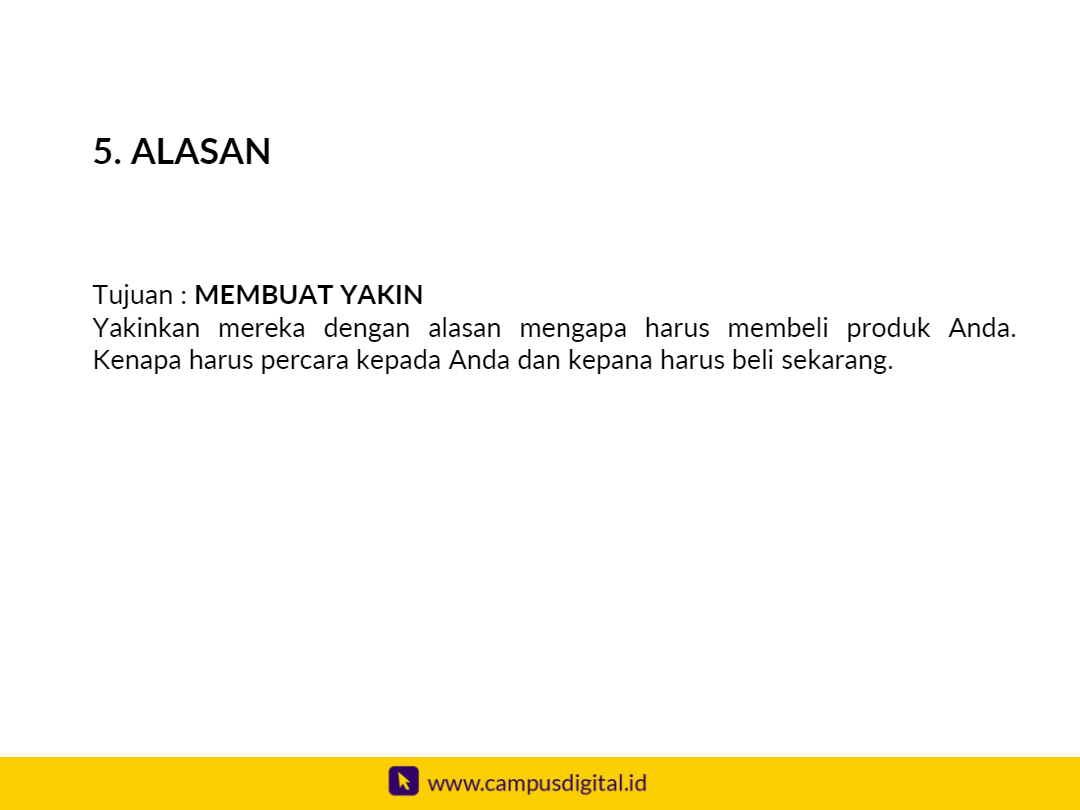 5. ALASAN
Tujuan : MEMBUAT YAKIN
Yakinkan mereka dengan alasan mengapa harus membeli produk Anda.
Kenapa harus percara kepada Anda dan kepana harus beli sekarang.
www.campusdigital.id